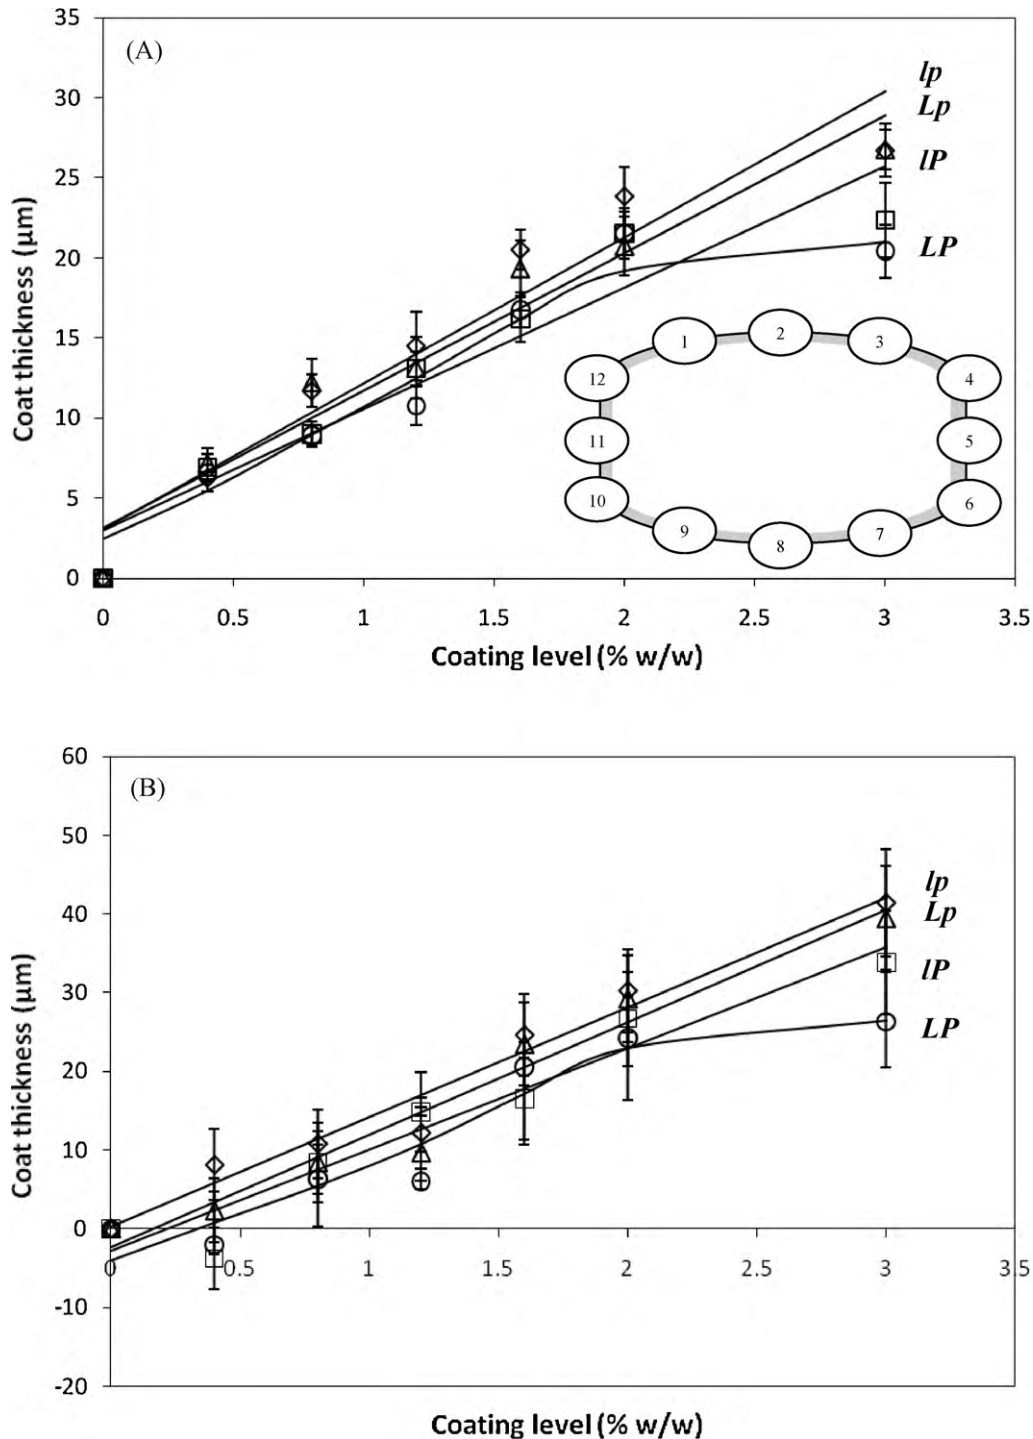 35
(A)
30
25
20
15
10
5
0
Coat thickness (µm)
lp
Lp
lP
LP
1
2
3
4
5
6
7
8
9
10
11
12
0 0.5 1 1.5 2 2.5 3 3.5
Coating level (% w/w)
60
(B)
50
40
30
20
10
0
-10
-20
Coat thickness (µm)
lp
Lp
lP
LP
0 0.5 1 1.5 2 2.5 3 3.5
Coating level (% w/w)